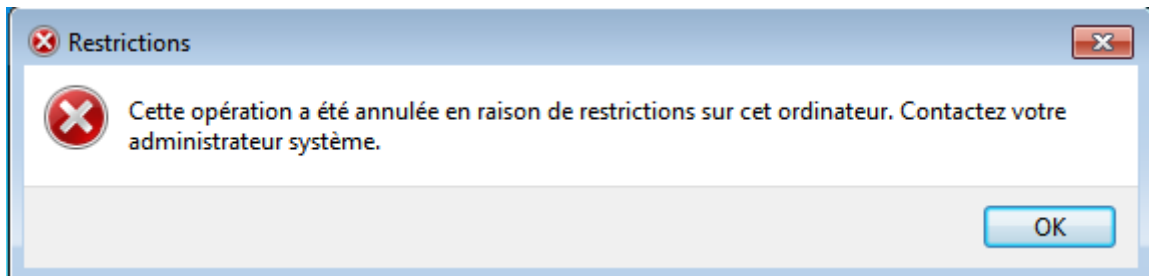 Restrictions
Cette opération a été annulée en raison de restrictions sur cet ordinateur. Contactez votre
administrateur système.
OK